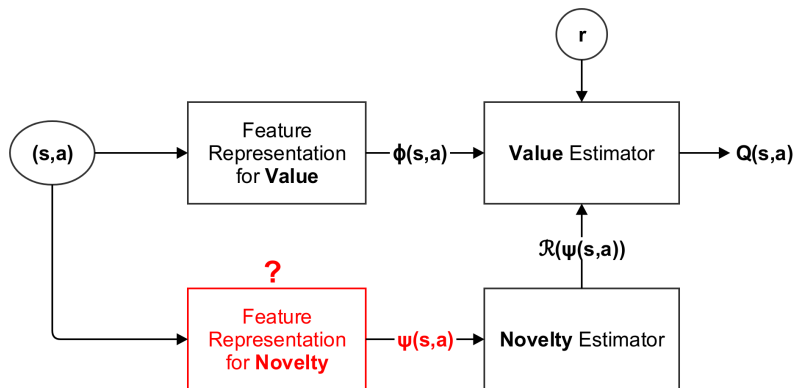 r
(s,a)
Feature
Representation
for Value
ϕ(s,a)
Value Estimator
Q(s,a)
ℛ(ψ(s,a))
?
Feature
Representation
for Novelty
ψ(s,a)
Novelty Estimator